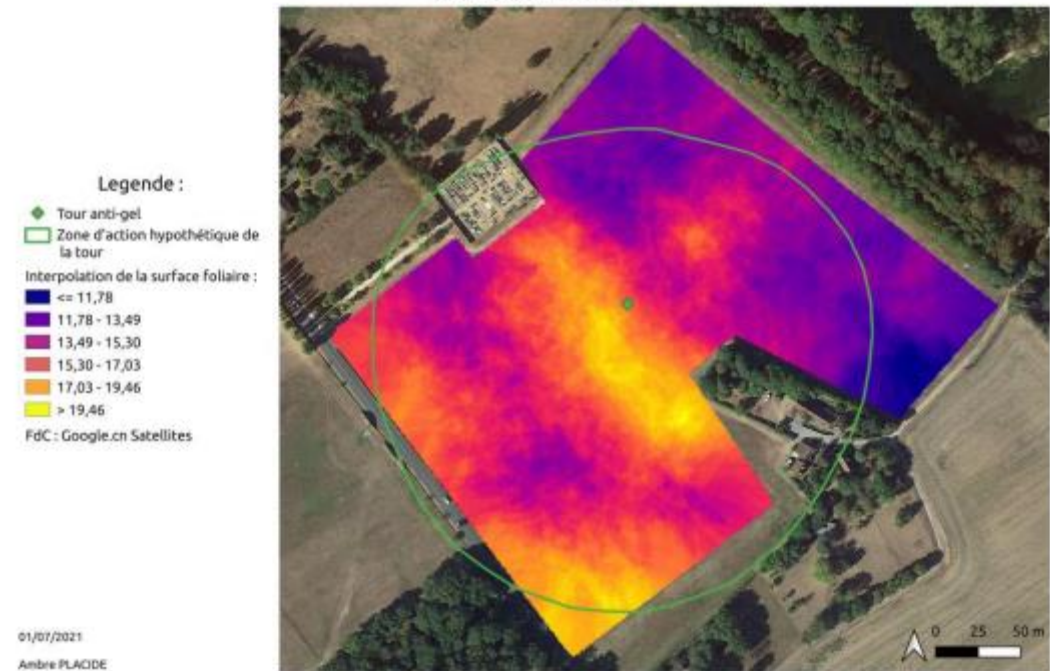 Legende :
Tour anti-gel
Zone d'action hypothétique de
la tour
Interpolation de la surface foliaire :
<= 11,78
11,78 - 13,49
13,49 - 15,30
15,30 - 17,03
17,03 - 19,46
> 19,46
FdC : Google.cn Satellites
01/07/2021
Ambre PLACIDE
0 25 50 m